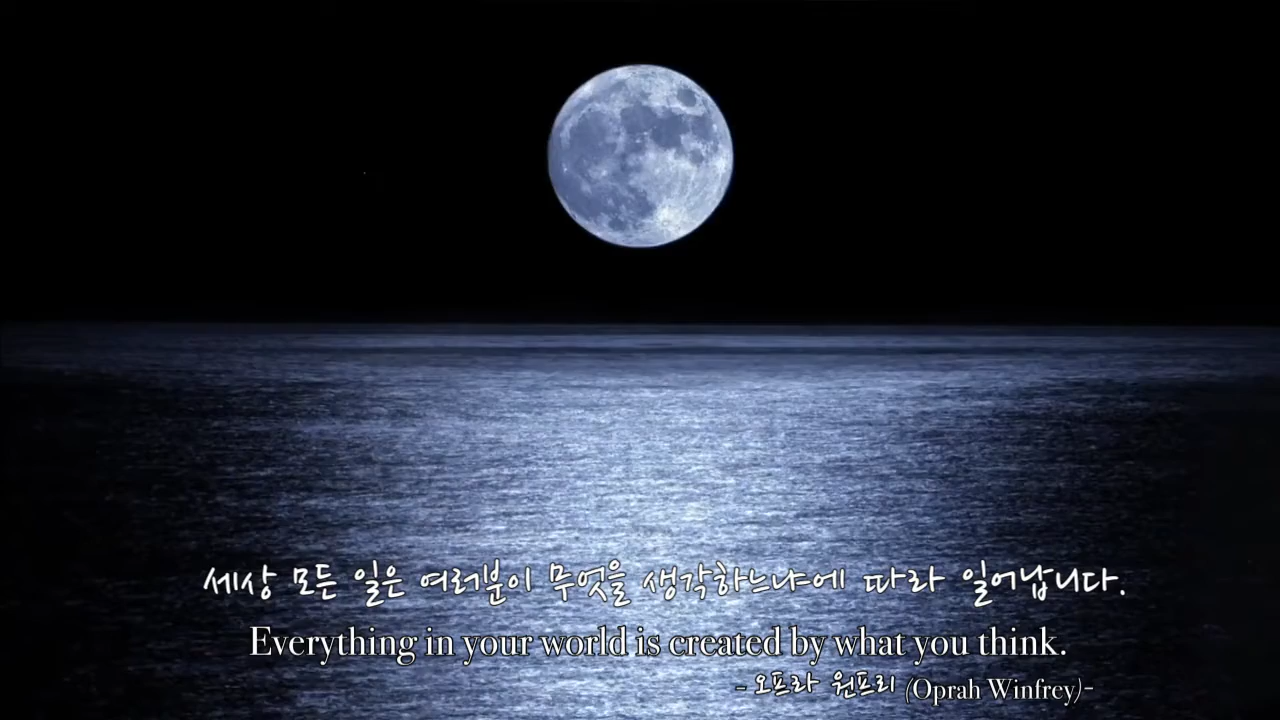 세상 모든 일은 여러분이 무엇을 생각하느냐에 따라 일어납니다.
Everything in your world is created by what you think.
- 오프라 윈프리 (Oprah Winfrey)-